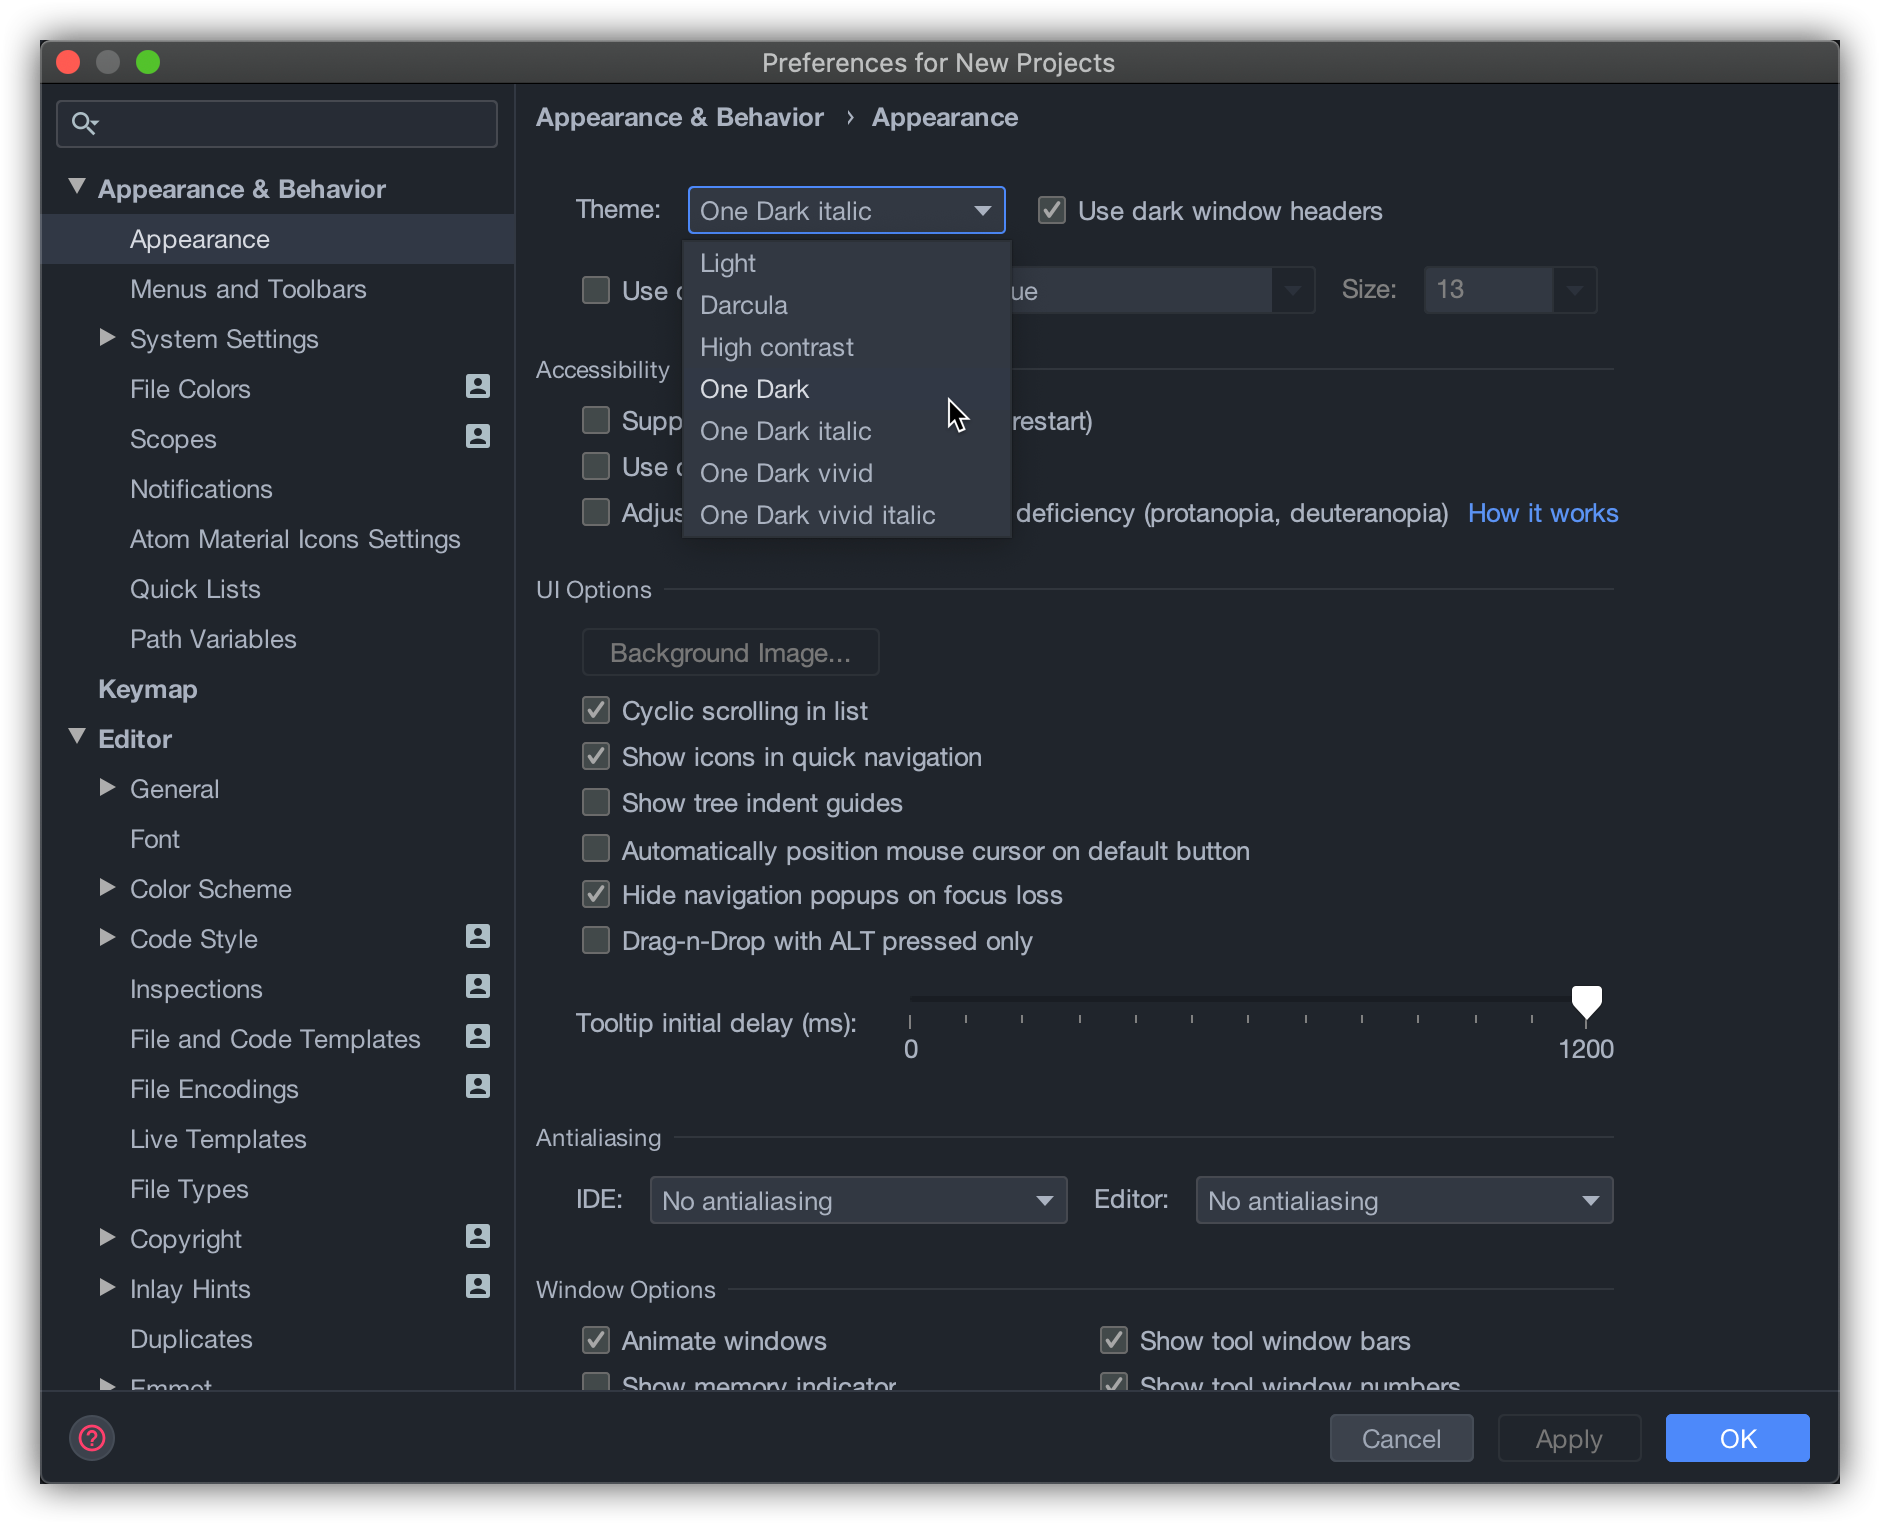 Preferences for New Projects
Appearance & Behavior
Appearance
Menus and Toolbars
System Settings
File Colors
Scopes
Notifications
Atom Material Icons Settings
Quick Lists
Path Variables
Keymap
Editor
General
Font
Color Scheme
Code Style
Inspections
File and Code Templates
File Encodings
Live Templates
File Types
Copyright
Inlay Hints
Duplicates
Emmet
Appearance & Behavior › Appearance
Theme: One Dark italic Use dark window headers
Light
Darcula
High contrast
One Dark
One Dark italic
One Dark vivid
One Dark vivid italic
Use
Size: 13
Accessibility
restart)
Use
deficiency (protanopia, deuteranopia) How it works
UI Options
Background Image...
Cyclic scrolling in list
Show icons in quick navigation
Show tree indent guides
Automatically position mouse cursor on default button
Hide navigation popups on focus loss
Drag-n-Drop with ALT pressed only
Tooltip initial delay (ms):
0 1200
Antialiasing
IDE: No antialiasing Editor: No antialiasing
Window Options
Animate windows Show tool window bars
Show memory indicator Show tool window numbers
? Cancel Apply OK